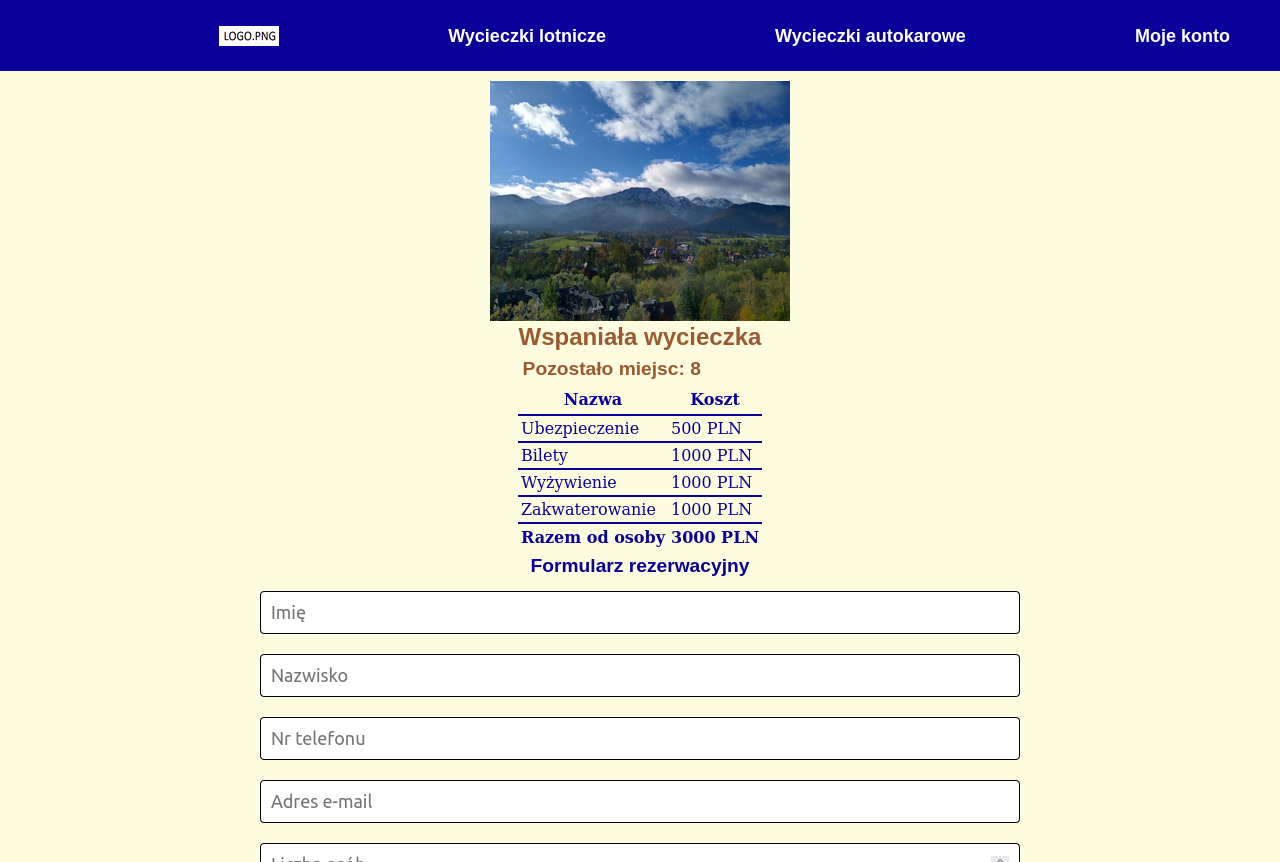 LOGO.PNG Wycieczki lotnicze Wycieczki autokarowe Moje konto
Wspaniała wycieczka
Pozostało miejsc: 8
Nazwa Koszt
Ubezpieczenie 500 PLN
Bilety 1000 PLN
Wyżywienie 1000 PLN
Zakwaterowanie 1000 PLN
Razem od osoby 3000 PLN
Formularz rezerwacyjny
Imię
Nazwisko
Nr telefonu
Adres e-mail
Liczba osób